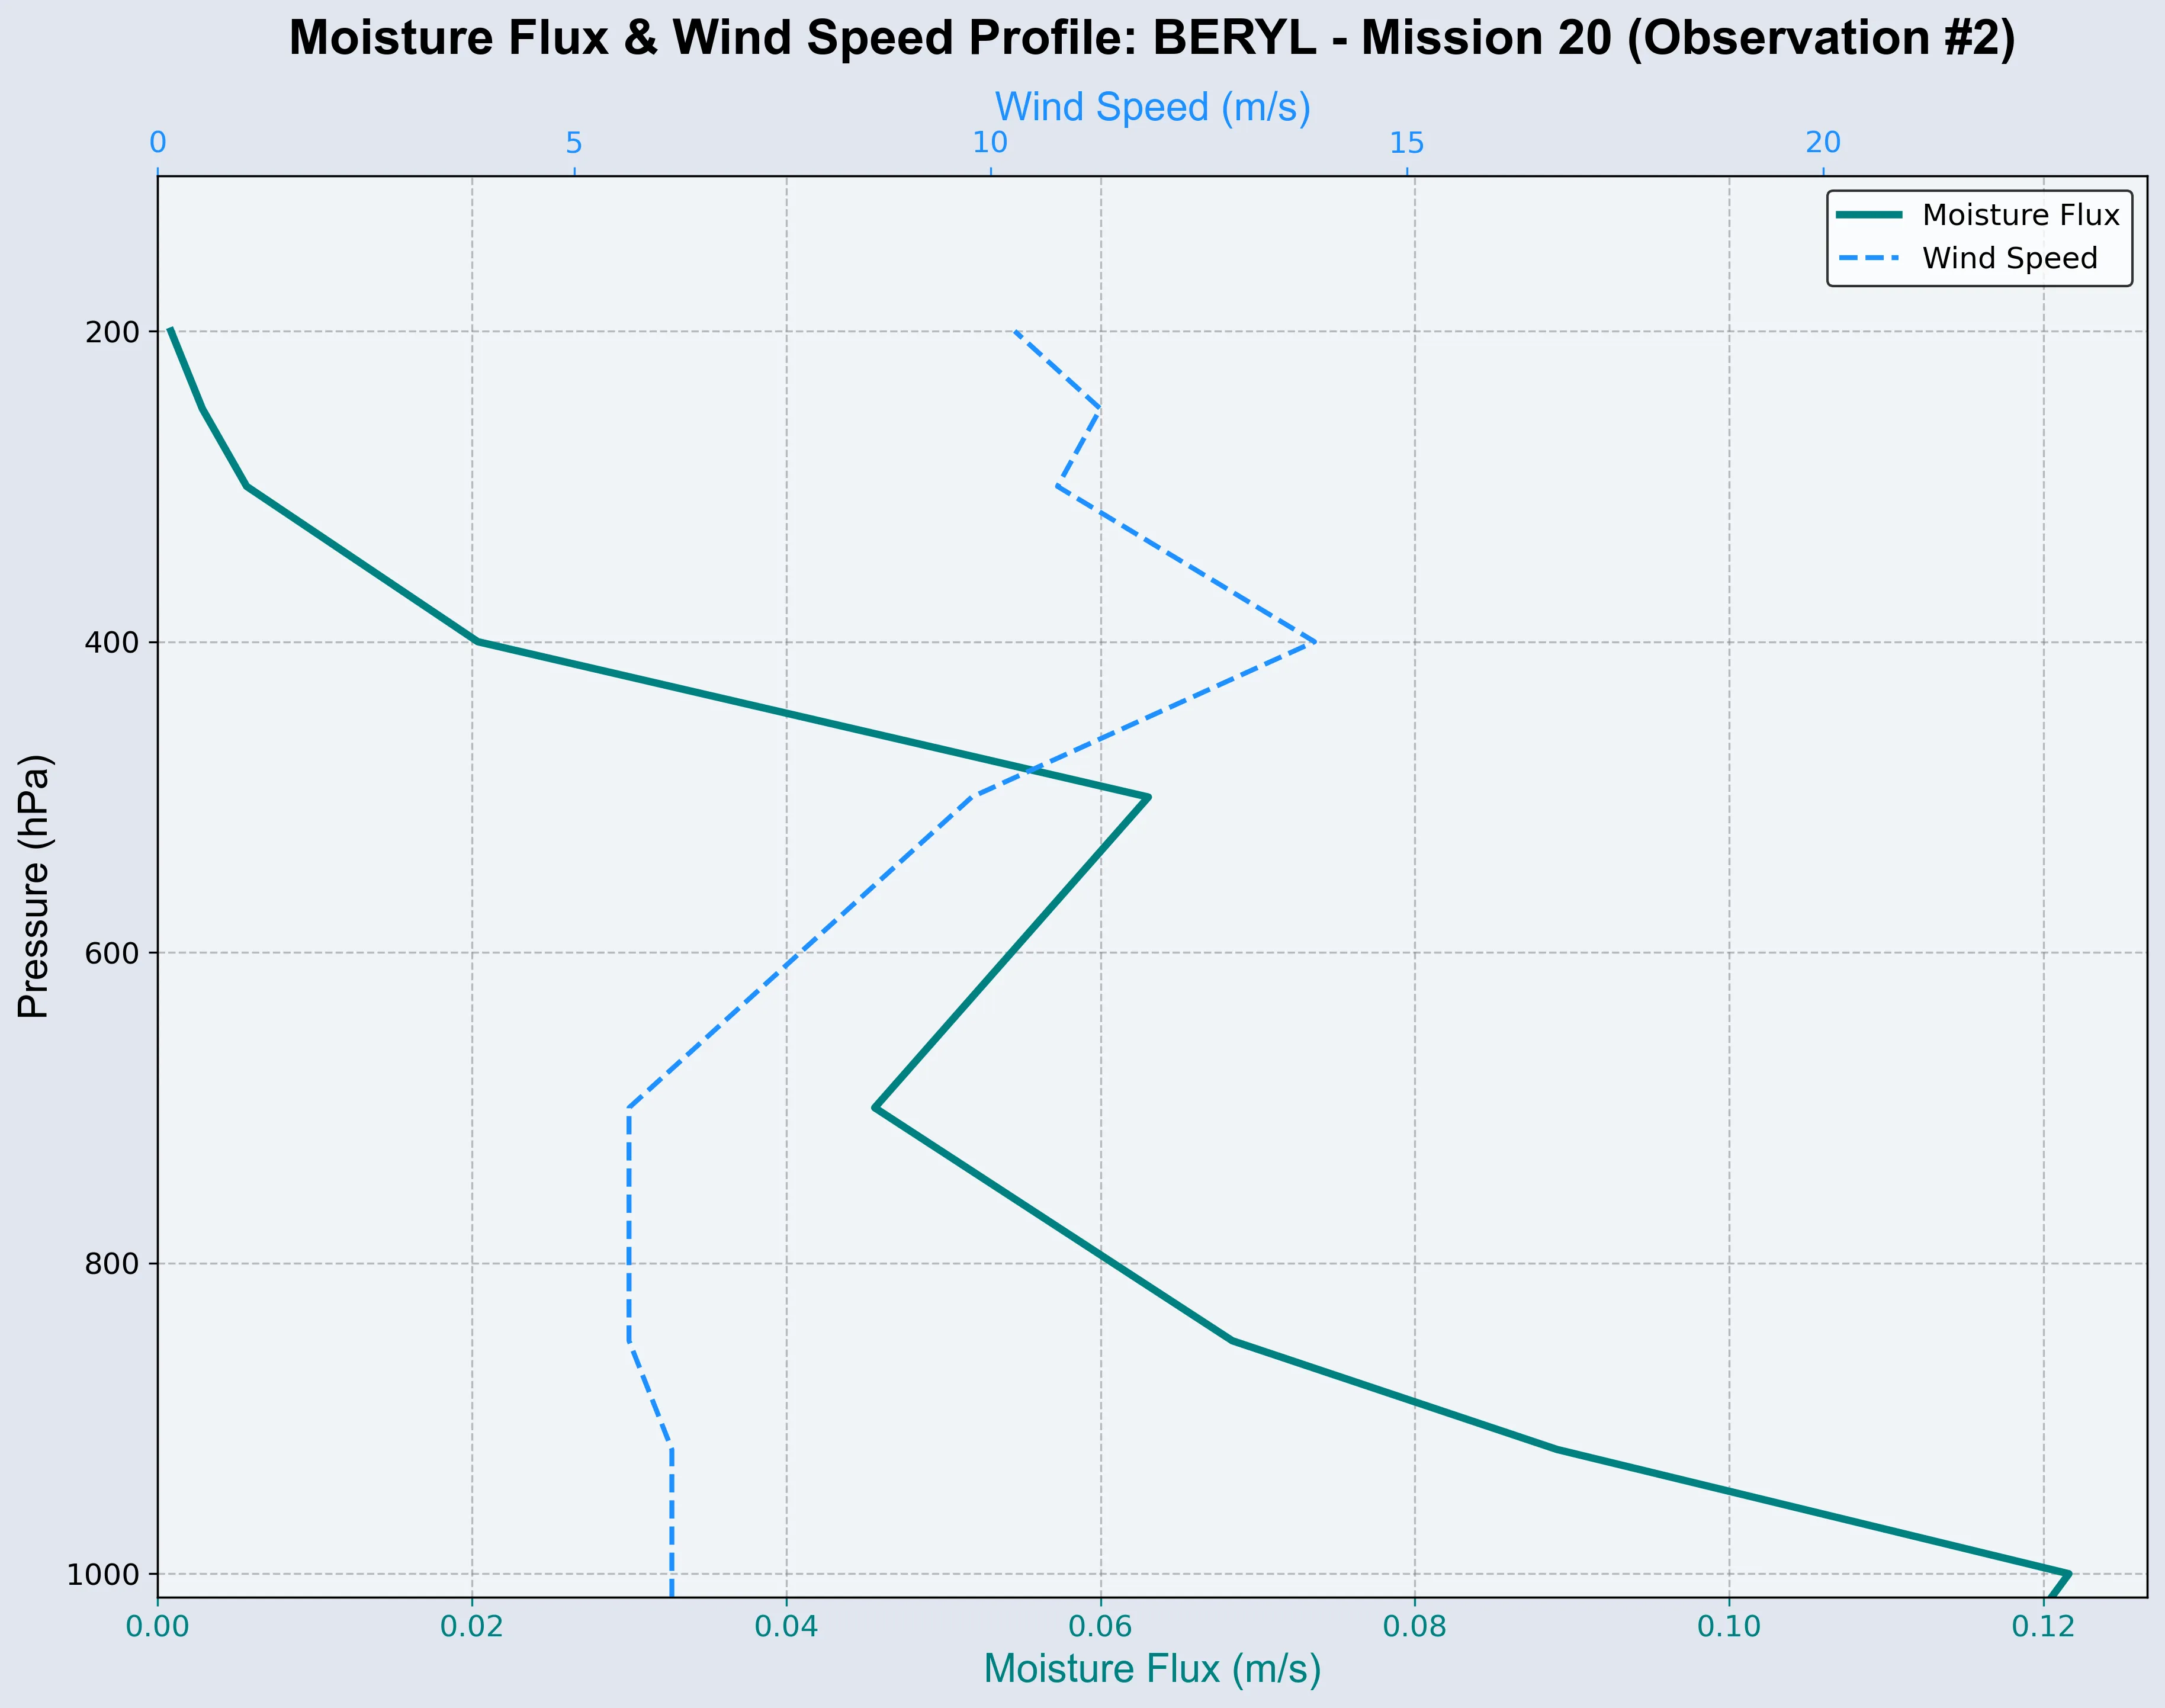 Moisture Flux & Wind Speed Profile: BERYL - Mission 20 (Observation #2)
Wind Speed (m/s)
0 5 10 15 20
Moisture Flux
Wind Speed
Pressure (hPa)
200
400
600
800
1000
0.00 0.02 0.04 0.06 0.08 0.10 0.12
Moisture Flux (m/s)